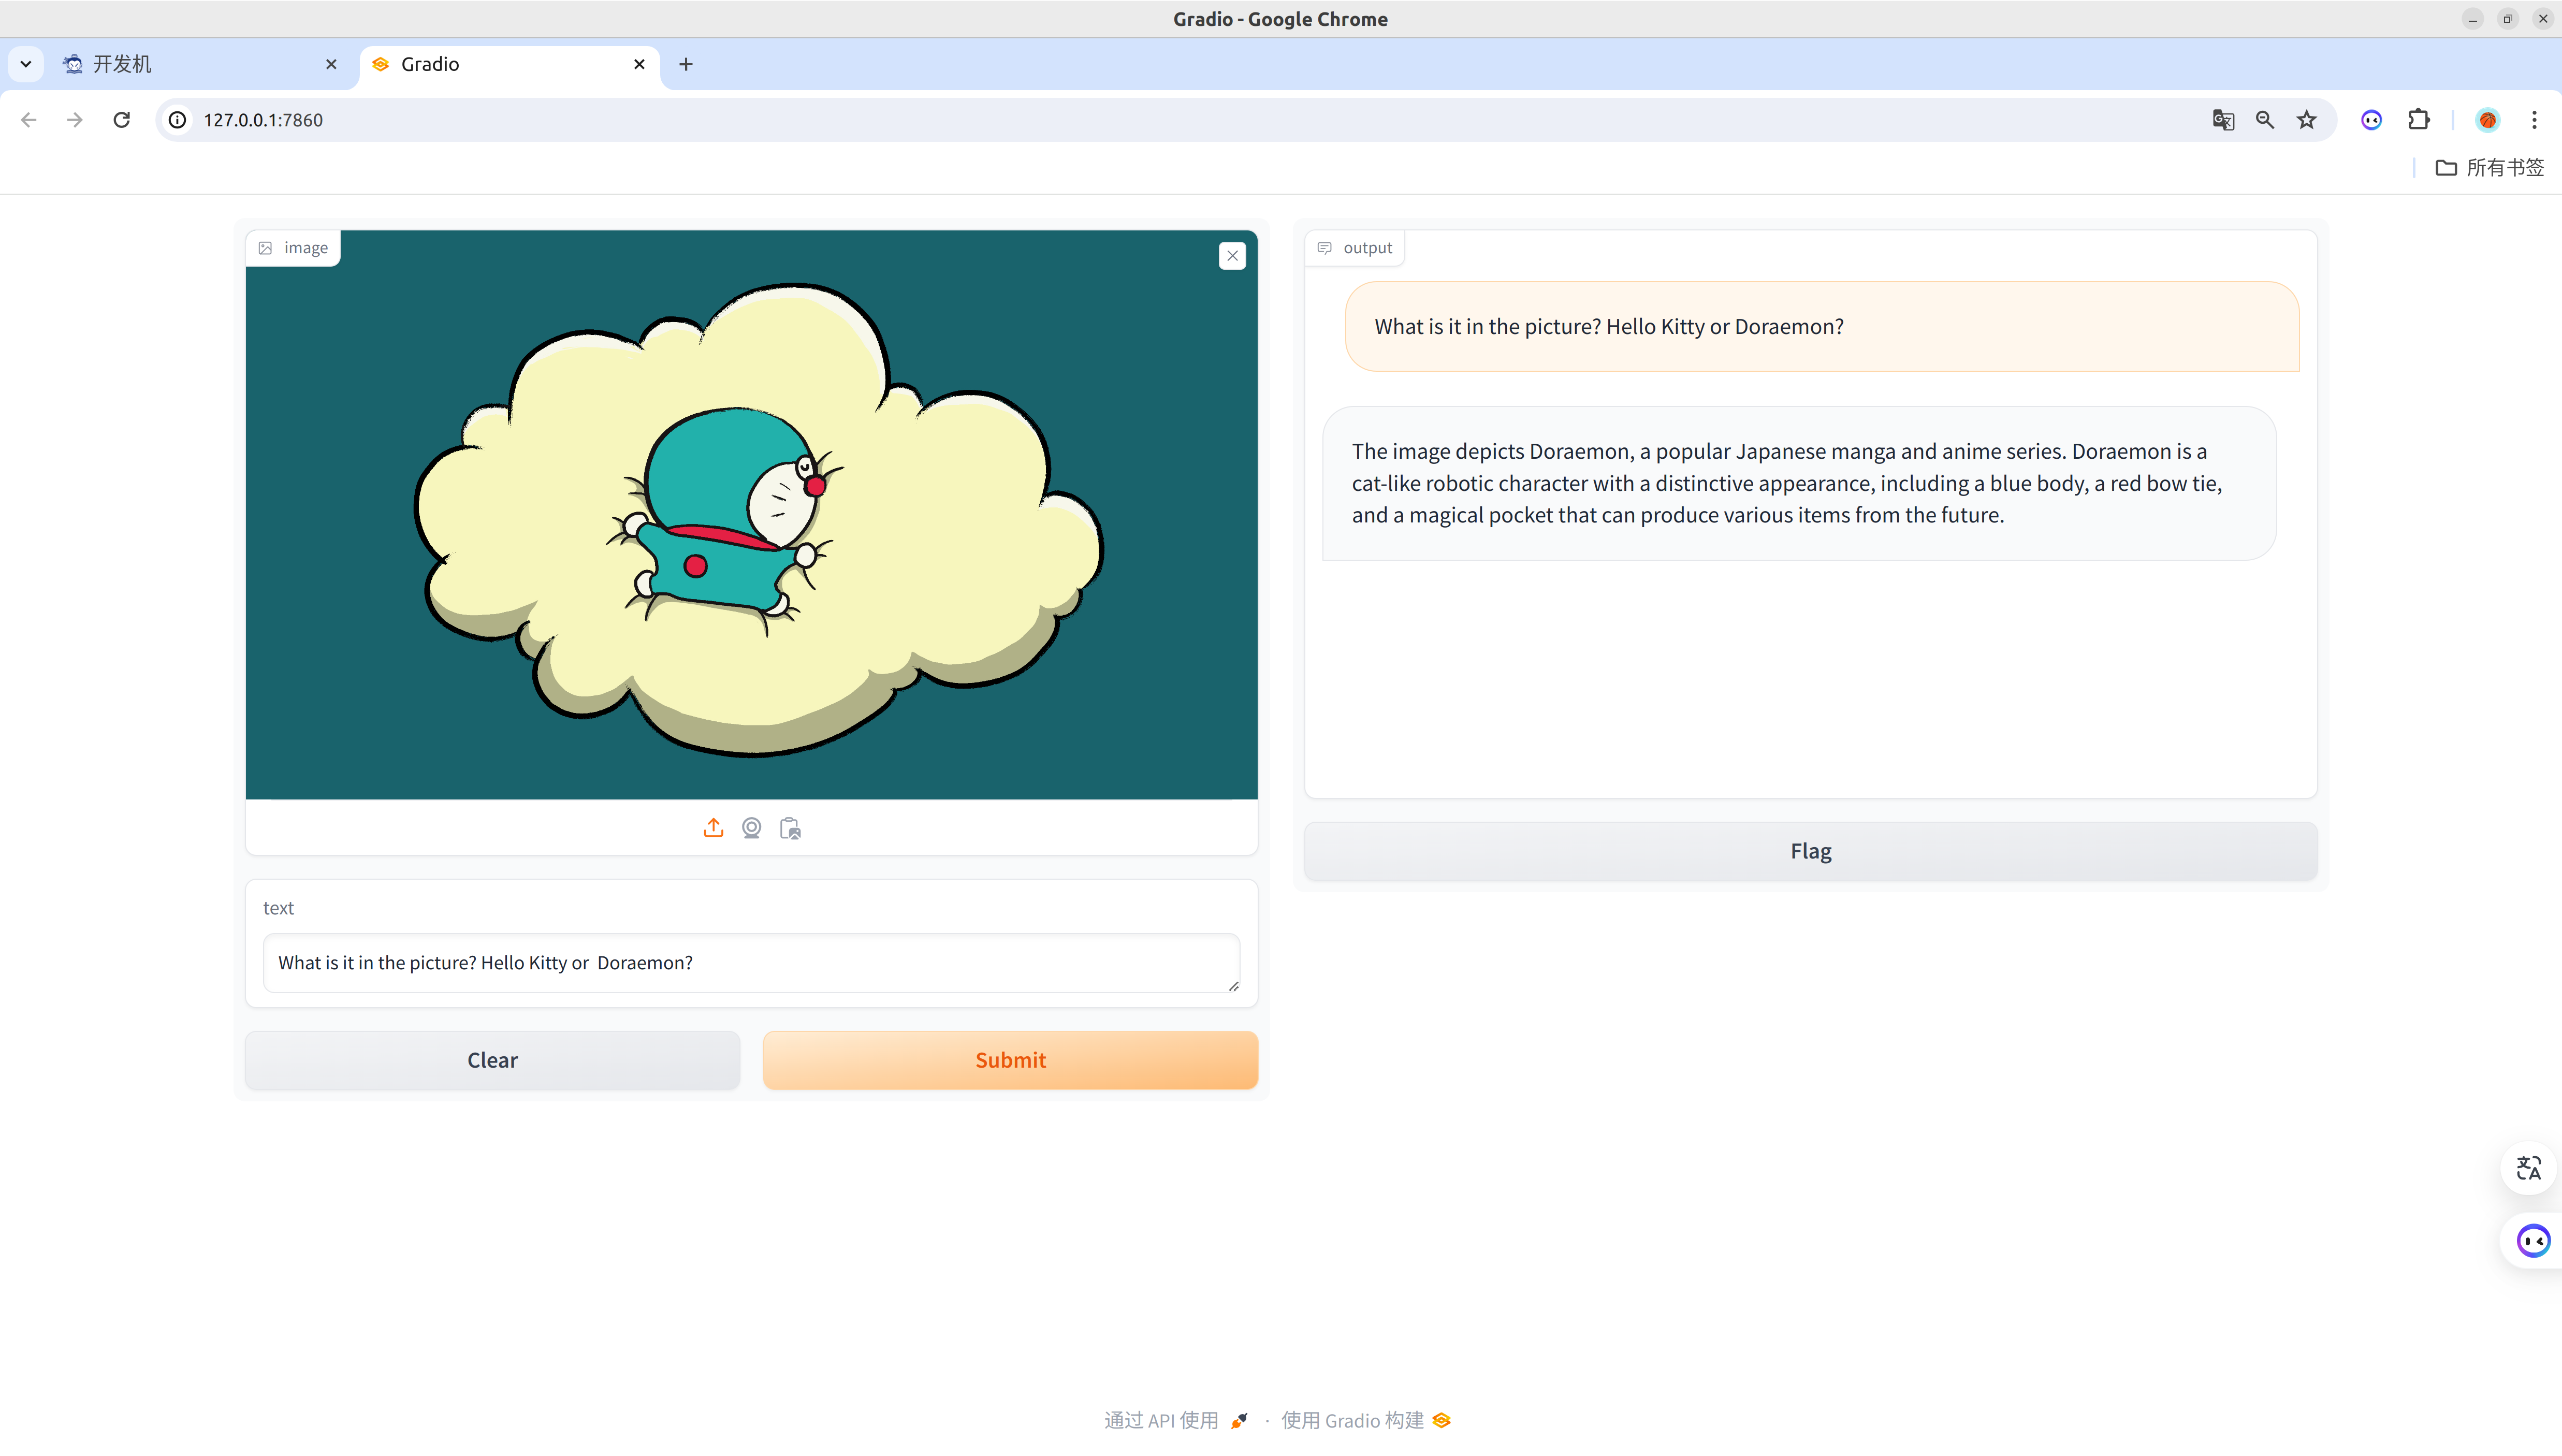 Gradio - Google Chrome
开发机
Gradio
127.0.0.1:7860
所有书签
image
output
What is it in the picture? Hello Kitty or Doraemon?
The image depicts Doraemon, a popular Japanese manga and anime series. Doraemon is a
cat-like robotic character with a distinctive appearance, including a blue body, a red bow tie,
and a magical pocket that can produce various items from the future.
Flag
text
What is it in the picture? Hello Kitty or  Doraemon?
Clear
Submit
通过 API 使用 · 使用 Gradio 构建